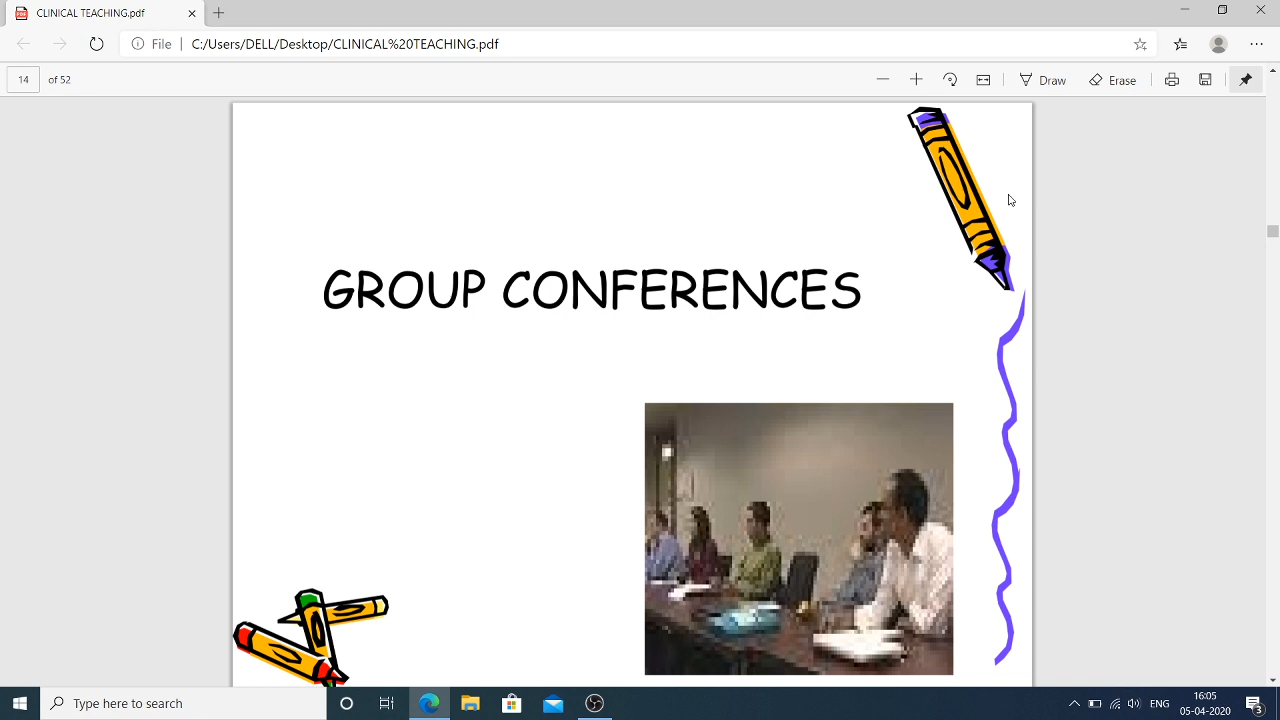 CLINICAL TEACHING.pdf
File
C:/Users/DELL/Desktop/CLINICAL%20TEACHING.pdf
14 of 52
Draw
Erase
GROUP CONFERENCES
Type here to search
ENG
16:05
05-04-2020
3